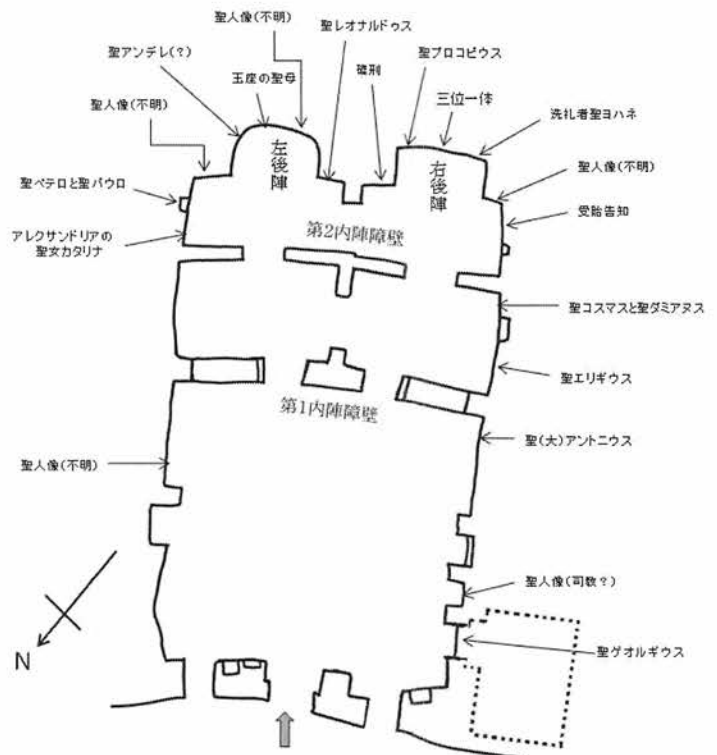 聖人像(不明)
聖レオナルドゥス
聖アンデレ(?)
磔刑
聖プロコピウス
玉座の聖母
三位一体
聖人像(不明)
洗礼者聖ヨハネ
左後陣
右後陣
聖人像(不明)
聖ペテロと聖パウロ
受胎告知
アレクサンドリアの
聖女カタリナ
第2内陣障壁
聖コスマスと聖ダミアヌス
聖エリギウス
第1内陣障壁
聖(大)アントニウス
聖人像(不明)
聖人像(司教?)
聖ゲオルギウス
N